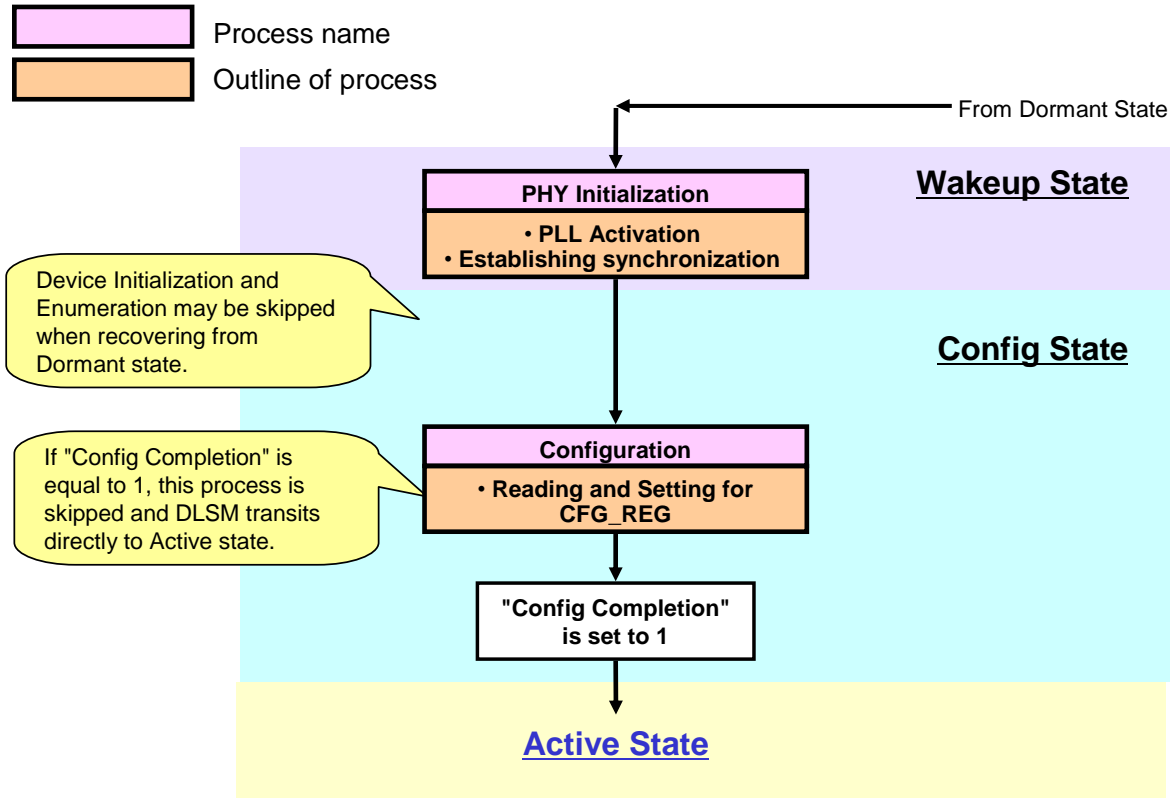 Process name
Outline of process
From Dormant State
Wakeup State
PHY Initialization
• PLL Activation
• Establishing synchronization
Device Initialization and
Enumeration may be skipped
when recovering from
Dormant state.
Config State
If "Config Completion" is
equal to 1, this process is
skipped and DLSM transits
directly to Active state.
Configuration
• Reading and Setting for
CFG_REG
"Config Completion"
is set to 1
Active State